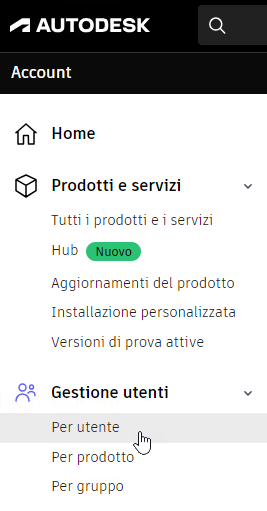 AUTODESK
Account
Home
Prodotti e servizi
Tutti i prodotti e i servizi
Hub Nuovo
Aggiornamenti del prodotto
Installazione personalizzata
Versioni di prova attive
Gestione utenti
Per utente
Per prodotto
Per gruppo